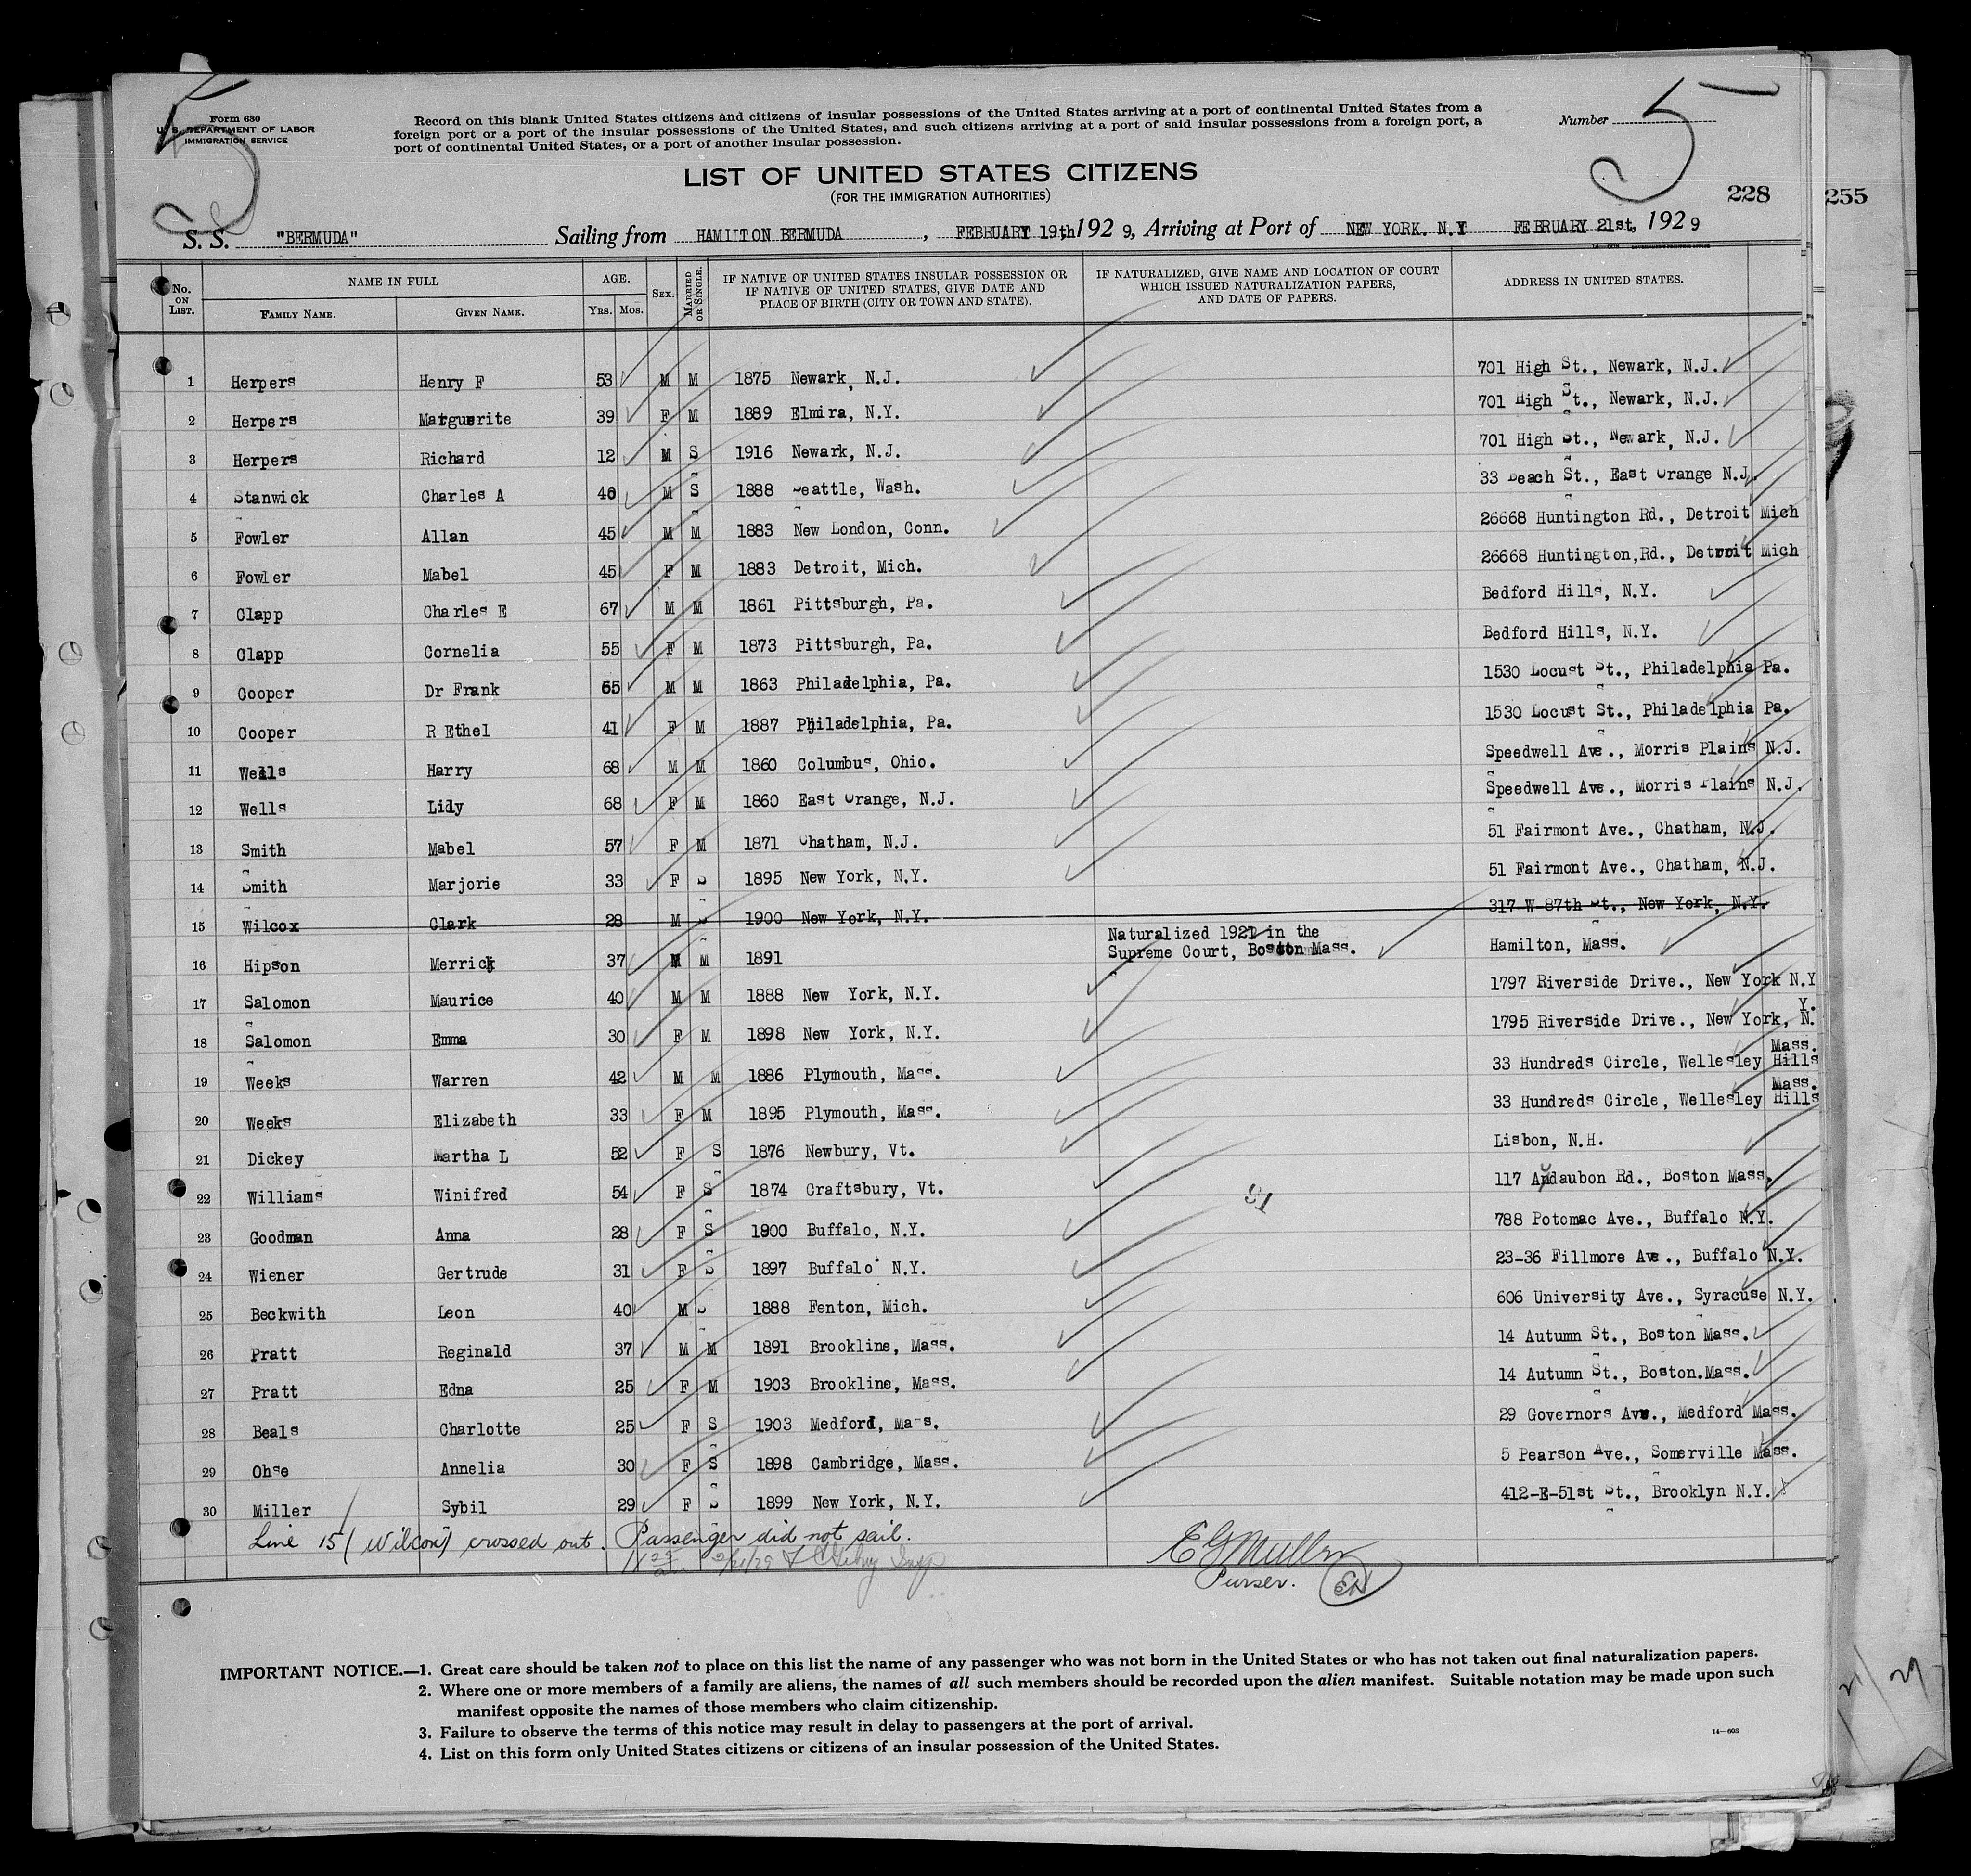 5
5
Form 630
U. S. DEPARTMENT OF LABOR
IMMIGRATION SERVICE
Record on this blank United States citizens and citizens of insular possessions of the United States arriving at a port of continental United States from a
foreign port or a port of the insular possessions of the United States, and such citizens arriving at a port of said insular possessions from a foreign port, a
port of continental United States, or a port of another insular possession.
Number
LIST OF UNITED STATES CITIZENS
(FOR THE IMMIGRATION AUTHORITIES)
228
255
S. S. "BERMUDA" Sailing from HAMILTON BERMUDA, FEBRUARY 19th 1929, Arriving at Port of NEW YORK. N.Y FEBRUARY 21st, 1929
No. ON LIST. NAME IN FULL FAMILY NAME. GIVEN NAME. AGE. YRS. MOS. SEX. MARRIED OR SINGLE. IF NATIVE OF UNITED STATES INSULAR POSSESSION OR IF NATIVE OF UNITED STATES, GIVE DATE AND PLACE OF BIRTH (CITY OR TOWN AND STATE). IF NATURALIZED, GIVE NAME AND LOCATION OF COURT WHICH ISSUED NATURALIZATION PAPERS, AND DATE OF PAPERS. ADDRESS IN UNITED STATES.
1 Herpers Henry F 53 M M 1875 Newark, N.J. 701 High St., Newark, N.J.
2 Herpers Marguerite 39 F M 1889 Elmira, N.Y. 701 High St., Newark, N.J.
3 Herpers Richard 12 M S 1916 Newark, N.J. 701 High St., Newark, N.J.
4 Stanwick Charles A 40 M S 1888 Seattle, Wash. 33 Beach St., East Orange N.J.
5 Fowler Allan 45 M M 1883 New London, Conn. 26668 Huntington Rd., Detroit Mich
6 Fowler Mabel 45 F M 1883 Detroit, Mich. 26668 Huntington,Rd., Detroit Mich
7 Clapp Charles E 67 M M 1861 Pittsburgh, Pa. Bedford Hills, N.Y.
8 Clapp Cornelia 55 F M 1873 Pittsburgh, Pa. Bedford Hills, N.Y.
9 Cooper Dr Frank 65 M M 1863 Philadelphia, Pa. 1530 Locust St., Philadelphia Pa.
10 Cooper R Ethel 41 F M 1887 Philadelphia, Pa. 1530 Locust St., Philadelphia Pa.
11 Wells Harry 68 M M 1860 Columbus, Ohio. Speedwell Ave., Morris Plains N.J.
12 Wells Lidy 68 F M 1860 East Orange, N.J. Speedwell Ave., Morris Plains N.J.
13 Smith Mabel 57 F M 1871 Chatham, N.J. 51 Fairmont Ave., Chatham, N.J.
14 Smith Marjorie 33 F S 1895 New York, N.Y. 51 Fairmont Ave., Chatham, N.J.
15 Wilcox Clark 28 M S 1900 New York, N.Y. 317 W 87th St., New York, N.Y.
16 Hipson Merrick 37 M M 1891 Naturalized 1921 in the Supreme Court, Boston Mass. Hamilton, Mass.
17 Salomon Maurice 40 M M 1888 New York, N.Y. 1797 Riverside Drive., New York N.Y
18 Salomon Emma 30 F M 1898 New York, N.Y. 1795 Riverside Drive., New York, N.Y.
19 Weeks Warren 42 M M 1886 Plymouth, Mass. 33 Hundreds Circle, Wellesley Hills Mass.
20 Weeks Elizabeth 33 F M 1895 Plymouth, Mass. 33 Hundreds Circle, Wellesley Hills Mass.
21 Dickey Martha L 52 F S 1876 Newbury, Vt. Lisbon, N.H.
22 Williams Winifred 54 F S 1874 Craftsbury, Vt. 91 117 Audaubon Rd., Boston Mass.
23 Goodman Anna 28 F S 1900 Buffalo, N.Y. 788 Potomac Ave., Buffalo N.Y.
24 Wiener Gertrude 31 F S 1897 Buffalo N.Y. 23-36 Fillmore Ave., Buffalo N.Y.
25 Beckwith Leon 40 M S 1888 Fenton, Mich. 606 University Ave., Syracuse N.Y.
26 Pratt Reginald 37 M M 1891 Brookline, Mass. 14 Autumn St., Boston Mass.
27 Pratt Edna 25 F M 1903 Brookline, Mass. 14 Autumn St., Boston.Mass.
28 Beals Charlotte 25 F S 1903 Medford, Mass. 29 Governors Ave., Medford Mass.
29 Ohse Annelia 30 F S 1898 Cambridge, Mass. 5 Pearson Ave., Somerville Mass.
30 Miller Sybil 29 F S 1899 New York, N.Y. 412-E-51st St., Brooklyn N.Y.
Line 15 (Wilcox) crossed out. Passenger did not sail.
EG Muller
2/21/29
Purser.
IMPORTANT NOTICE.—1. Great care should be taken not to place on this list the name of any passenger who was not born in the United States or who has not taken out final naturalization papers.
2. Where one or more members of a family are aliens, the names of all such members should be recorded upon the alien manifest. Suitable notation may be made upon such
manifest opposite the names of those members who claim citizenship.
3. Failure to observe the terms of this notice may result in delay to passengers at the port of arrival.
14—608
4. List on this form only United States citizens or citizens of an insular possession of the United States.